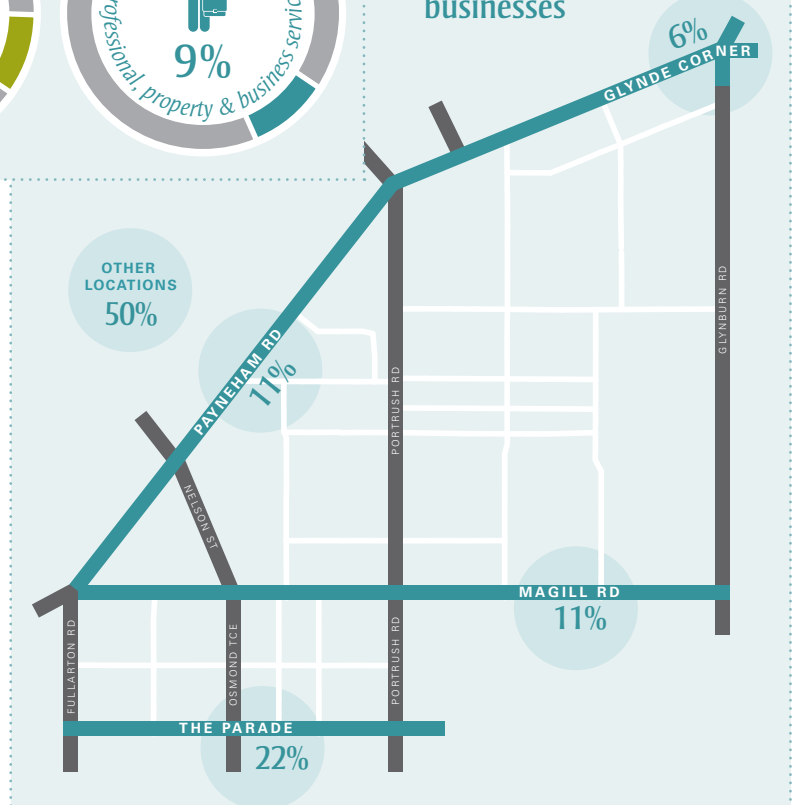 businesses
9%
professional, property & business servic
6%
GLYNDE CORNER
OTHER
LOCATIONS
50%
GLYNBURN RD
PAYNEHAM RD
11%
PORTRUSH RD
NELSON ST
MAGILL RD
11%
FULLARTON RD
OSMOND TCE
PORTRUSH RD
THE PARADE
22%